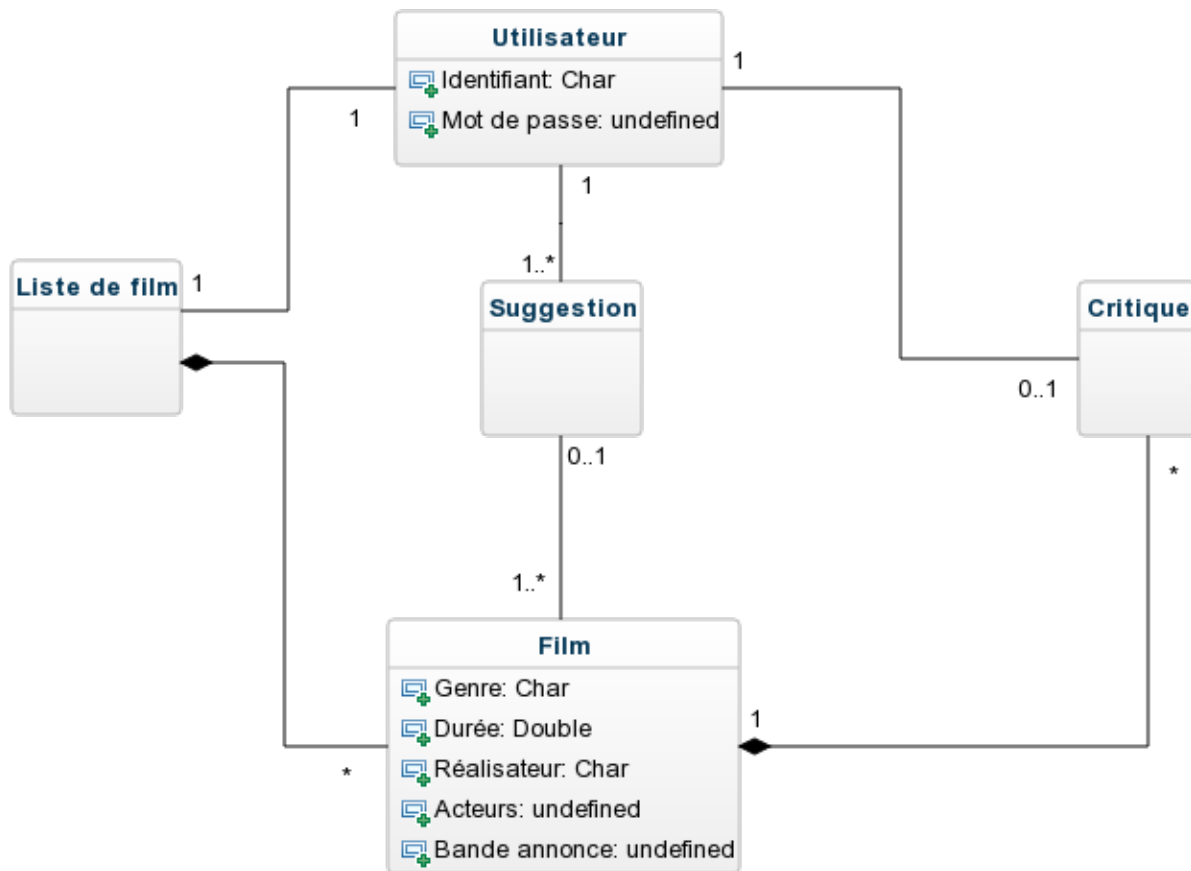 Utilisateur
Identifiant: Char
Mot de passe: undefined
1
1
1
1..*
Liste de film
1
Suggestion
Critique
0..1
0..1
*
1..*
Film
Genre: Char
Durée: Double
Réalisateur: Char
Acteurs: undefined
Bande annonce: undefined
1
*